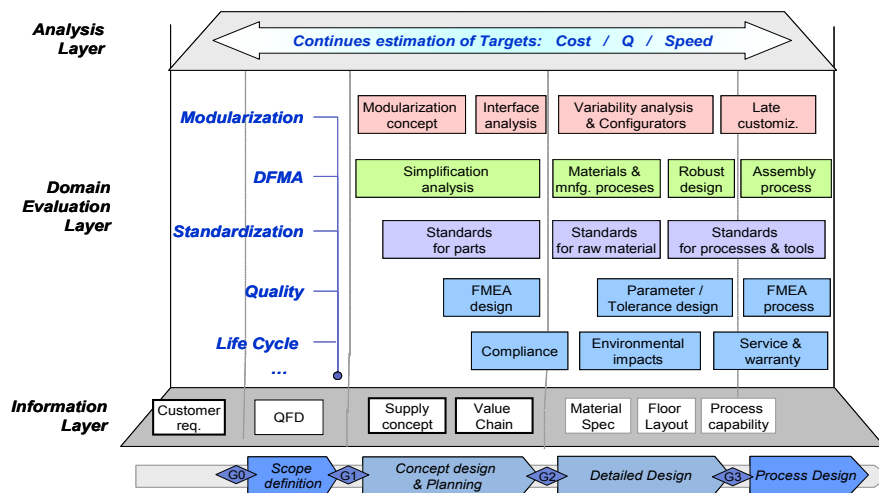 Analysis
Layer
Continues estimation of Targets: Cost / Q / Speed
Modularization
Modularization
concept
Interface
analysis
Variability analysis
& Configurators
Late
customiz.
Domain
Evaluation
Layer
DFMA
Simplification
analysis
Materials &
mnfg. proceses
Robust
design
Assembly
process
Standardization
Standards
for parts
Standards
for raw material
Standards
for processes & tools
Quality
FMEA
design
Parameter /
Tolerance design
FMEA
process
Life Cycle
Compliance
Environmental
impacts
Service &
warranty
...
Information
Layer
Customer
req.
QFD
Supply
concept
Value
Chain
Material
Spec
Floor
Layout
Process
capability
G0
Scope
definition
G1
Concept design
& Planning
G2
Detailed Design
G3
Process Design